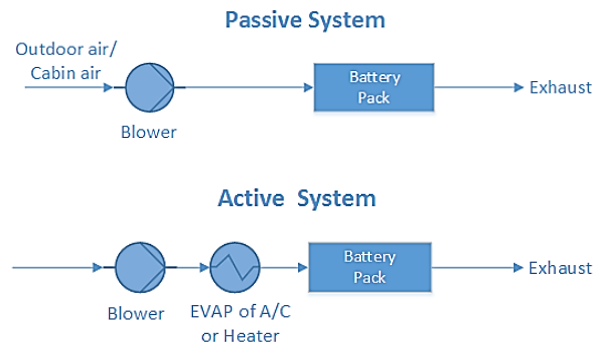 Passive System
Outdoor air/
Cabin air
Battery
Pack
Exhaust
Blower
Active System
Battery
Pack
Exhaust
Blower
EVAP of A/C
or Heater